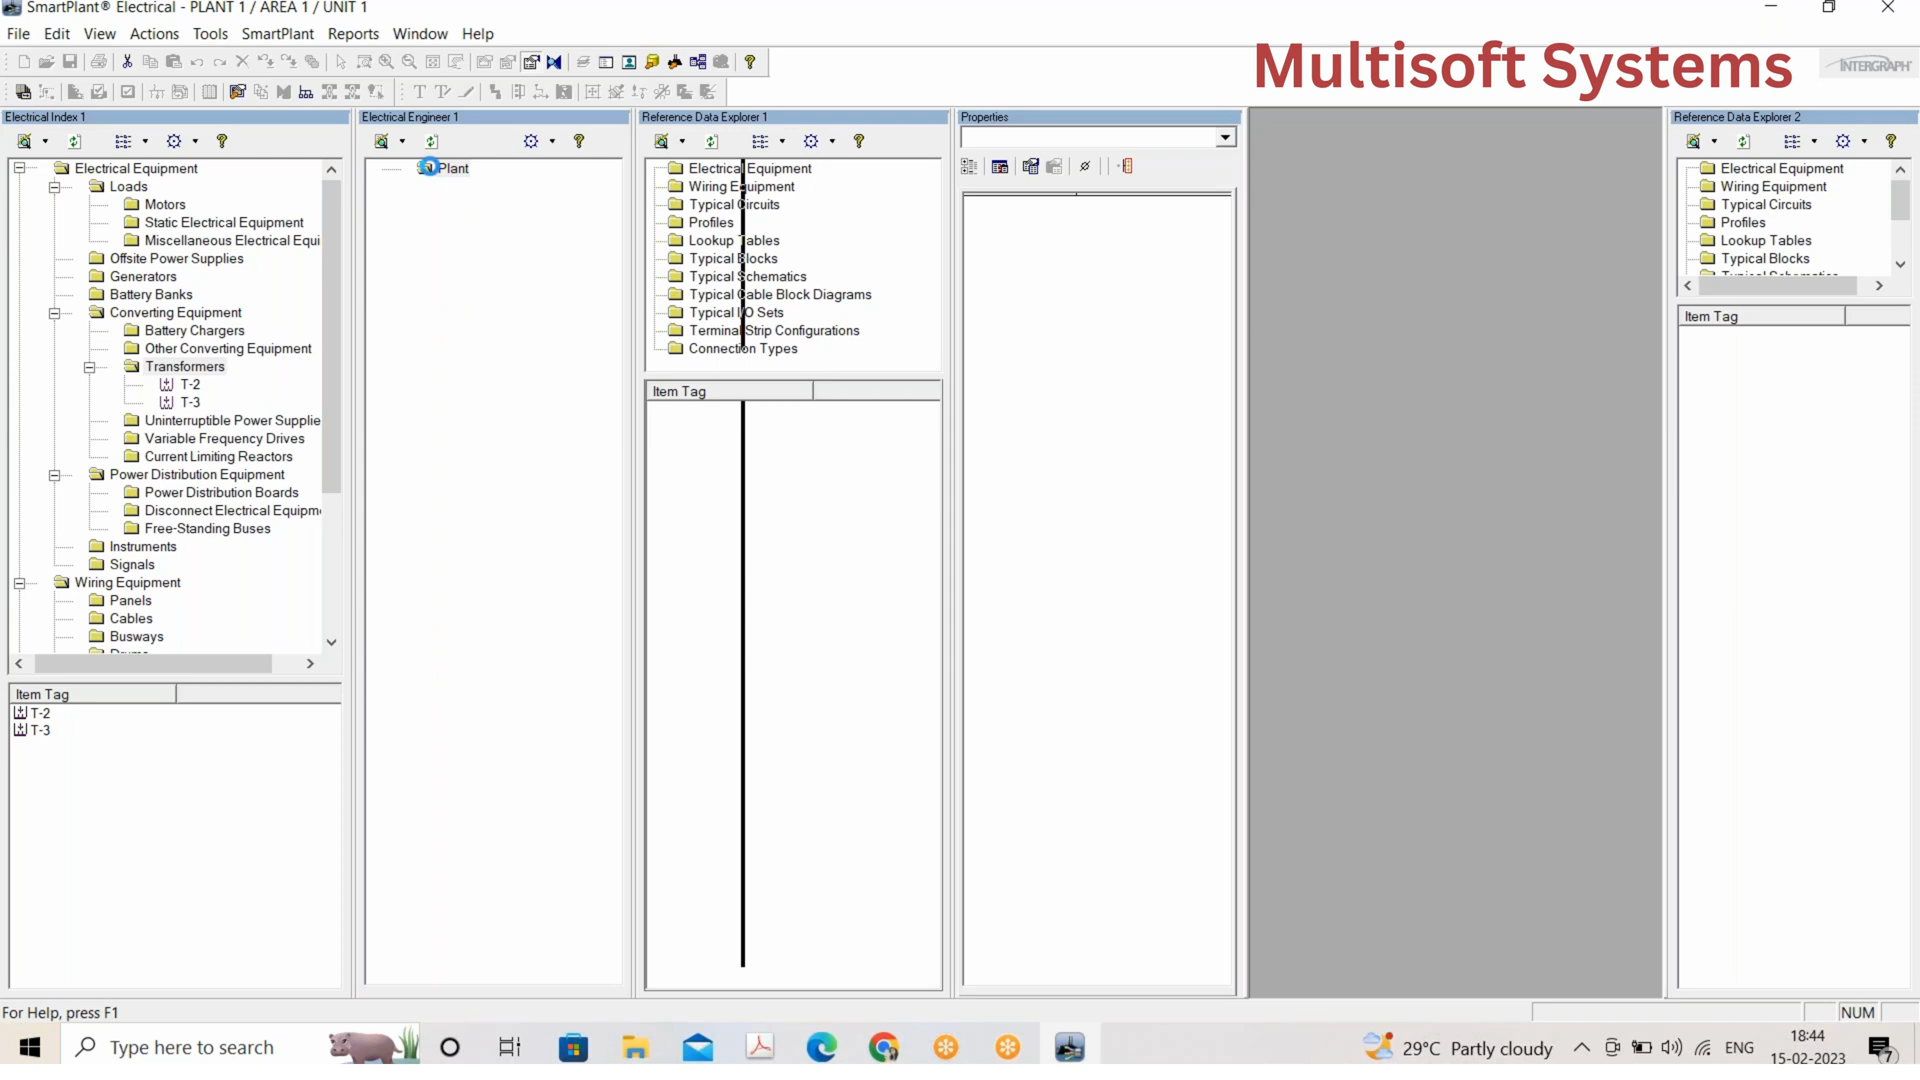 SmartPlant® Electrical - PLANT 1 / AREA 1 / UNIT 1
File Edit View Actions Tools SmartPlant Reports Window Help
Multisoft Systems
INTERGRAPH
Electrical Index 1
Electrical Equipment
Loads
Motors
Static Electrical Equipment
Miscellaneous Electrical Equi
Offsite Power Supplies
Generators
Battery Banks
Converting Equipment
Battery Chargers
Other Converting Equipment
Transformers
T-2
T-3
Uninterruptible Power Supplie
Variable Frequency Drives
Current Limiting Reactors
Power Distribution Equipment
Power Distribution Boards
Disconnect Electrical Equipm
Free-Standing Buses
Instruments
Signals
Wiring Equipment
Panels
Cables
Busways
Item Tag
T-2
T-3
Electrical Engineer 1
Plant
Reference Data Explorer 1
Electrical Equipment
Wiring Equipment
Typical Circuits
Profiles
Lookup Tables
Typical Blocks
Typical Schematics
Typical Cable Block Diagrams
Typical I/O Sets
Terminal Strip Configurations
Connection Types
Item Tag
Properties
Reference Data Explorer 2
Electrical Equipment
Wiring Equipment
Typical Circuits
Profiles
Lookup Tables
Typical Blocks
Item Tag
For Help, press F1
NUM
Type here to search
29°C Partly cloudy
ENG
18:44
15-02-2023
7